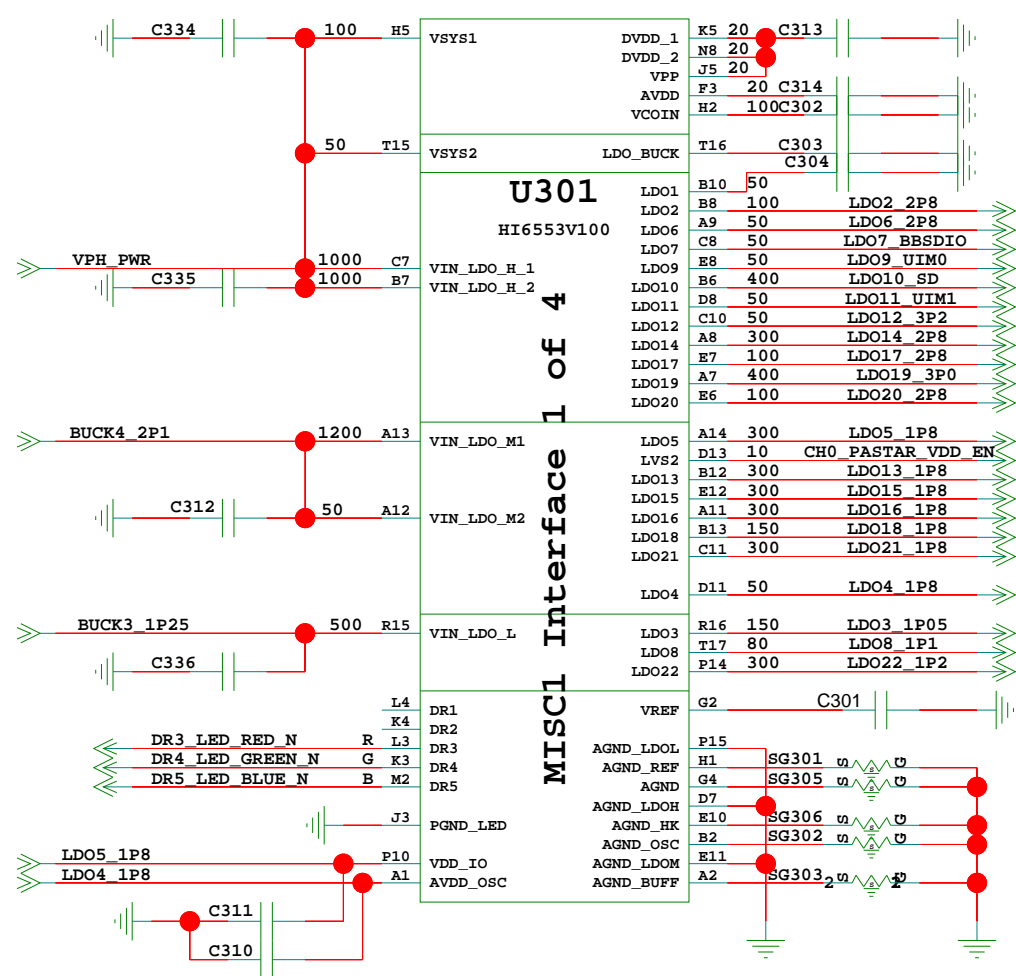 C334 100 H5 VSYS1 DVDD_1 K5 20 C313
DVDD_2 N8 20
VPP J5 20
AVDD F3 20 C314
VCOIN H2 100 C302
50 T15 VSYS2 LDO_BUCK T16 C303
C304
U301 LDO1 B10 50
LDO2 B8 100 LDO2_2P8
HI6553V100 LDO6 A9 50 LDO6_2P8
LDO7 C8 50 LDO7_BBSDIO
VPH_PWR 1000 C7 VIN_LDO_H_1 LDO9 E8 50 LDO9_UIM0
C335 1000 B7 VIN_LDO_H_2 LDO10 B6 400 LDO10_SD
LDO11 D8 50 LDO11_UIM1
LDO12 C10 50 LDO12_3P2
LDO14 A8 300 LDO14_2P8
LDO17 E7 100 LDO17_2P8
LDO19 A7 400 LDO19_3P0
LDO20 E6 100 LDO20_2P8
MISC1 Interface 1 of 4
BUCK4_2P1 1200 A13 VIN_LDO_M1 LDO5 A14 300 LDO5_1P8
LVS2 D13 10 CH0_PASTAR_VDD_EN
LDO13 B12 300 LDO13_1P8
LDO15 E12 300 LDO15_1P8
C312 50 A12 VIN_LDO_M2 LDO16 A11 300 LDO16_1P8
LDO18 B13 150 LDO18_1P8
LDO21 C11 300 LDO21_1P8
LDO4 D11 50 LDO4_1P8
BUCK3_1P25 500 R15 VIN_LDO_L LDO3 R16 150 LDO3_1P05
LDO8 T17 80 LDO8_1P1
C336 LDO22 P14 300 LDO22_1P2
L4 DR1 VREF G2 C301
K4 DR2
DR3_LED_RED_N R L3 DR3 AGND_LDOL P15
DR4_LED_GREEN_N G K3 DR4 AGND_REF H1 SG301 S s G
DR5_LED_BLUE_N B M2 DR5 AGND G4 SG305 S s G
AGND_LDOH D7
J3 PGND_LED AGND_HK E10 SG306 S s G
AGND_OSC B2 SG302 S s G
LDO5_1P8 P10 VDD_IO AGND_LDOM E11
LDO4_1P8 A1 AVDD_OSC AGND_BUFF A2 SG303 2 S s 1 G
C311
C310